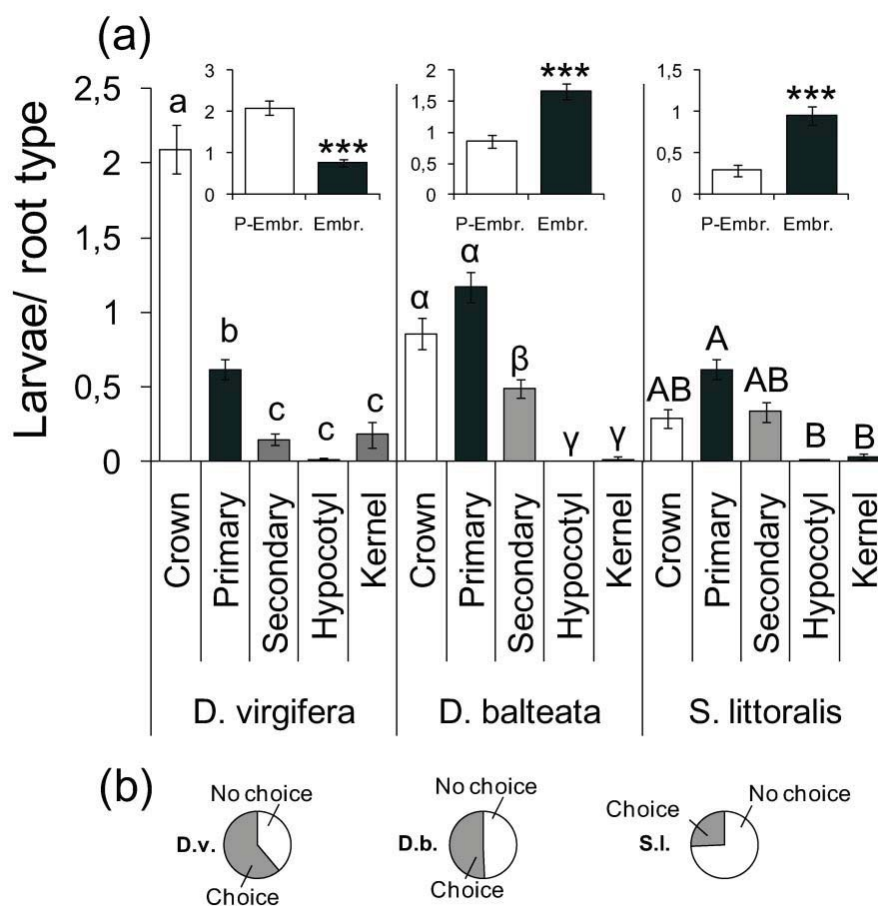 (a)
Larvae/ root type
2,5
2
1,5
1
0,5
0
a
b
c
c
c
3
2
1
0
***
P-Embr. Embr.
α
α
β
γ
γ
2
1,5
1
0,5
0
***
P-Embr. Embr.
AB
A
AB
B
B
1,5
1
0,5
0
***
P-Embr. Embr.
Crown
Primary
Secondary
Hypocotyl
Kernel
Crown
Primary
Secondary
Hypocotyl
Kernel
Crown
Primary
Secondary
Hypocotyl
Kernel
D. virgifera
D. balteata
S. littoralis
(b)
No choice
D.v.
Choice
No choice
D.b.
Choice
No choice
Choice
S.l.